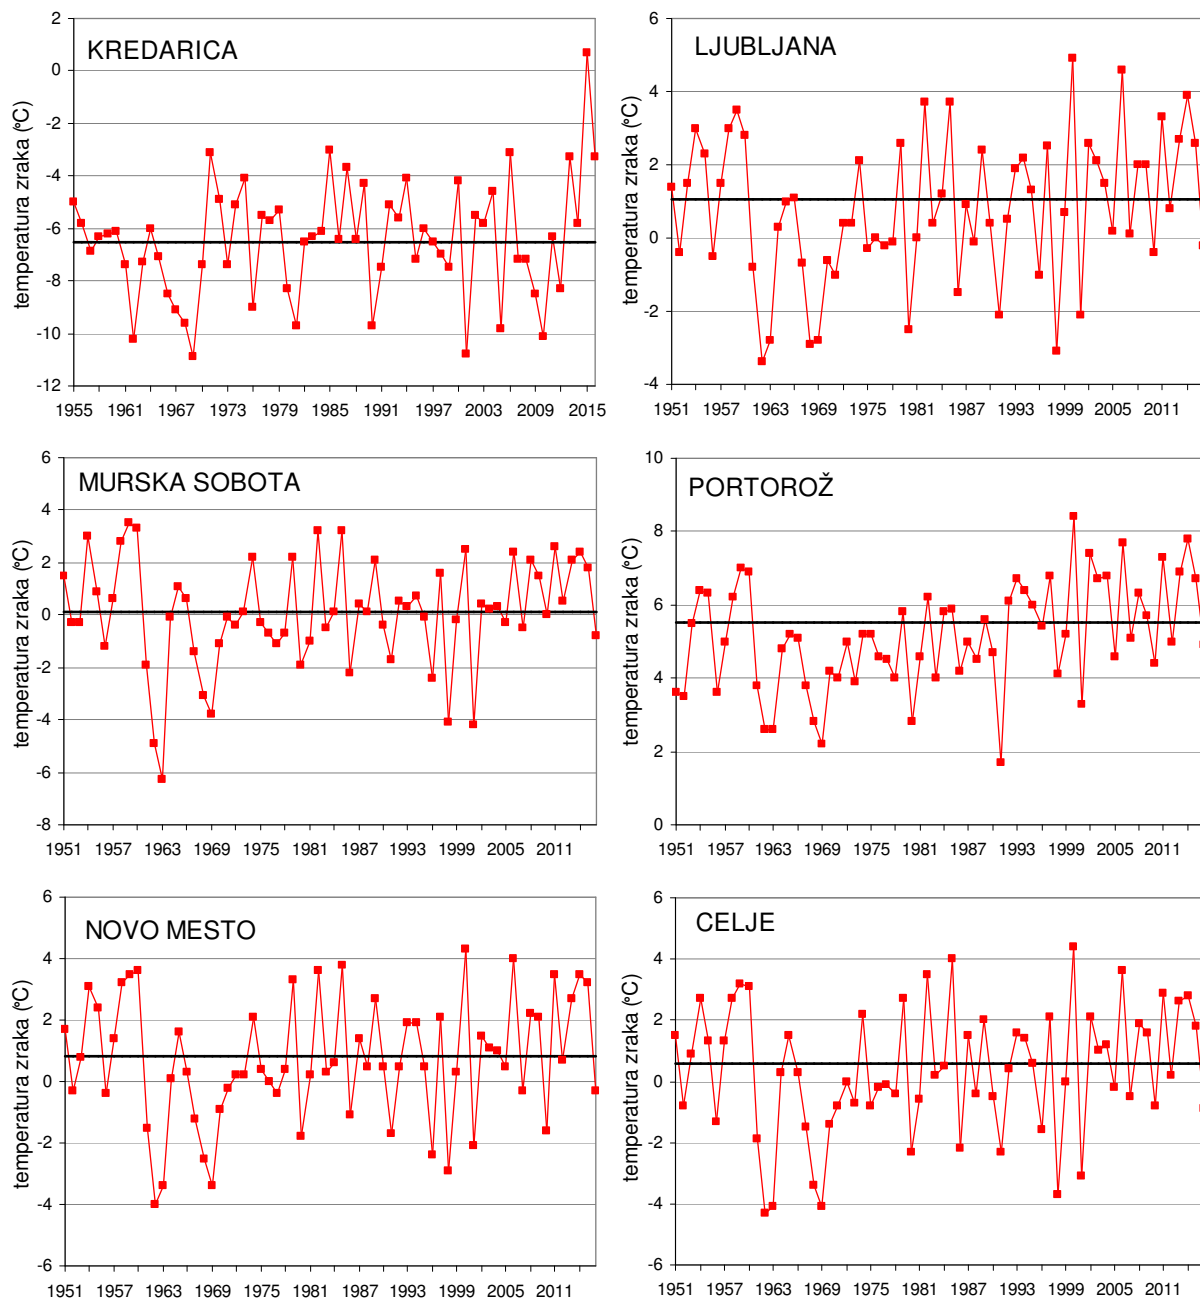 KREDARICA
temperatura zraka (°C)
2
0
-2
-4
-6
-8
-10
-12
1955 1961 1967 1973 1979 1985 1991 1997 2003 2009 2015
LJUBLJANA
temperatura zraka (°C)
6
4
2
0
-2
-4
1951 1957 1963 1969 1975 1981 1987 1993 1999 2005 2011
MURSKA SOBOTA
temperatura zraka (°C)
6
4
2
0
-2
-4
-6
-8
1951 1957 1963 1969 1975 1981 1987 1993 1999 2005 2011
PORTOROŽ
temperatura zraka (°C)
10
8
6
4
2
0
1951 1957 1963 1969 1975 1981 1987 1993 1999 2005 2011
NOVO MESTO
temperatura zraka (°C)
6
4
2
0
-2
-4
-6
1951 1957 1963 1969 1975 1981 1987 1993 1999 2005 2011
CELJE
temperatura zraka (°C)
6
4
2
0
-2
-4
-6
1951 1957 1963 1969 1975 1981 1987 1993 1999 2005 2011